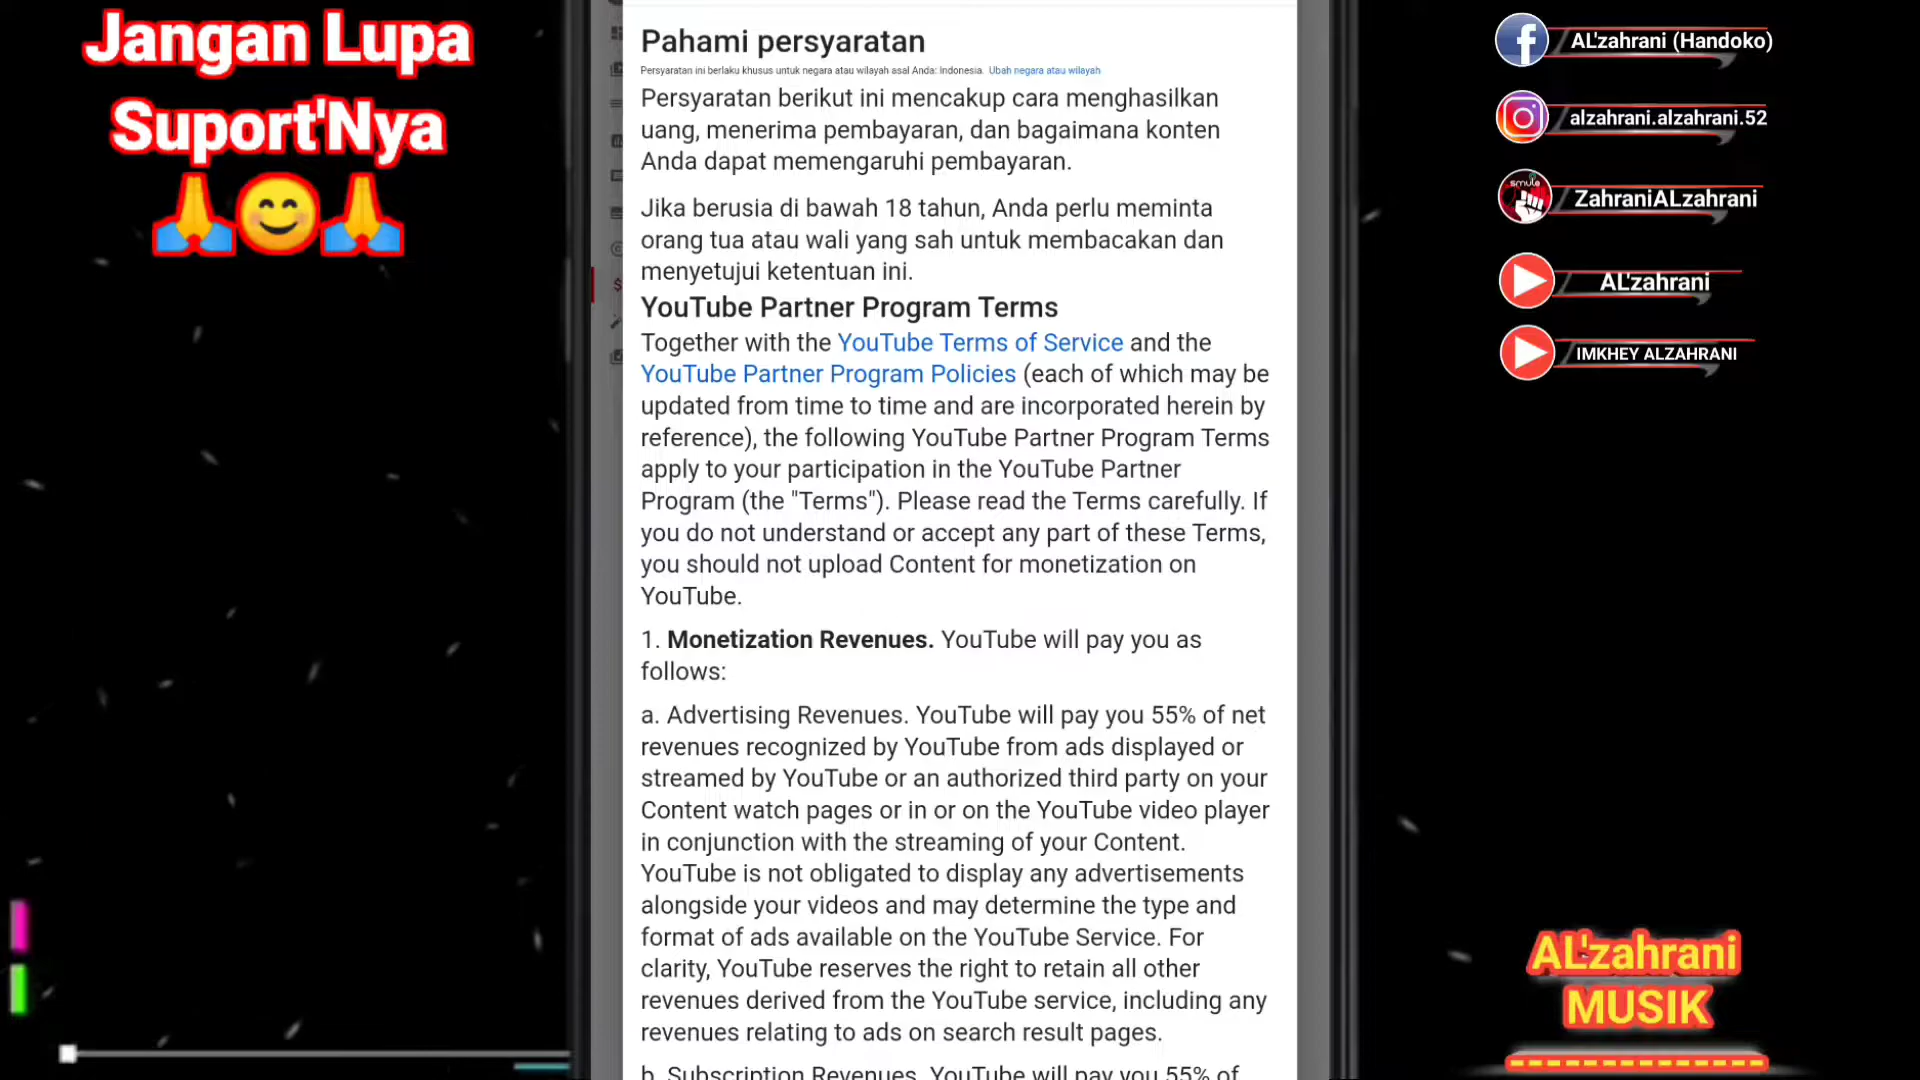 Jangan Lupa
Suport'Nya
Pahami persyaratan
Persyaratan ini berlaku khusus untuk negara atau wilayah asal Anda: Indonesia. Ubah negara atau wilayah
Persyaratan berikut ini mencakup cara menghasilkan
uang, menerima pembayaran, dan bagaimana konten
Anda dapat memengaruhi pembayaran.
Jika berusia di bawah 18 tahun, Anda perlu meminta
orang tua atau wali yang sah untuk membacakan dan
menyetujui ketentuan ini.
YouTube Partner Program Terms
Together with the YouTube Terms of Service and the
YouTube Partner Program Policies (each of which may be
updated from time to time and are incorporated herein by
reference), the following YouTube Partner Program Terms
apply to your participation in the YouTube Partner
Program (the "Terms"). Please read the Terms carefully. If
you do not understand or accept any part of these Terms,
you should not upload Content for monetization on
YouTube.
1. Monetization Revenues. YouTube will pay you as
follows:
a. Advertising Revenues. YouTube will pay you 55% of net
revenues recognized by YouTube from ads displayed or
streamed by YouTube or an authorized third party on your
Content watch pages or in or on the YouTube video player
in conjunction with the streaming of your Content.
YouTube is not obligated to display any advertisements
alongside your videos and may determine the type and
format of ads available on the YouTube Service. For
clarity, YouTube reserves the right to retain all other
revenues derived from the YouTube service, including any
revenues relating to ads on search result pages.
b. Subscription Revenues. YouTube will pay you 55% of
AL'zahrani (Handoko)
alzahrani.alzahrani.52
smule
ZahraniALzahrani
AL'zahrani
IMKHEY ALZAHRANI
AL'zahrani
MUSIK